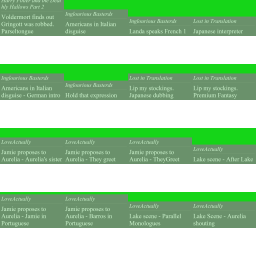 Harry Potter and the Deathly Hallows Part 2
Voldermort finds out
Gringott was robbed.
Parseltongue
Inglourious Basterds
Americans in Italian
disguise
Inglourious Basterds
Landa speaks French 1
Lost in Translation
Japanese interpreter
Inglourious Basterds
Americans in Italian
disguise - German intro
Inglourious Basterds
Hold that expression
Lost in Translation
Lip my stockings.
Japanese dubbing
Lost in Translation
Lip my stockings.
Premium Fantasy
LoveActually
Jamie proposes to
Aurelia - Aurelia's sister
LoveActually
Jamie proposes to
Aurelia - They greet
LoveActually
Jamie proposes to
Aurelia - TheyGreet
LoveActually
Lake scene - After Lake
LoveActually
Jamie proposes to
Aurelia - Jamie in
Portuguese
LoveActually
Jamie proposes to
Aurelia - Barros in
Portuguese
LoveActually
Lake scene - Parallel
Monologues
LoveActually
Lake Scene - Aurelia
shouting